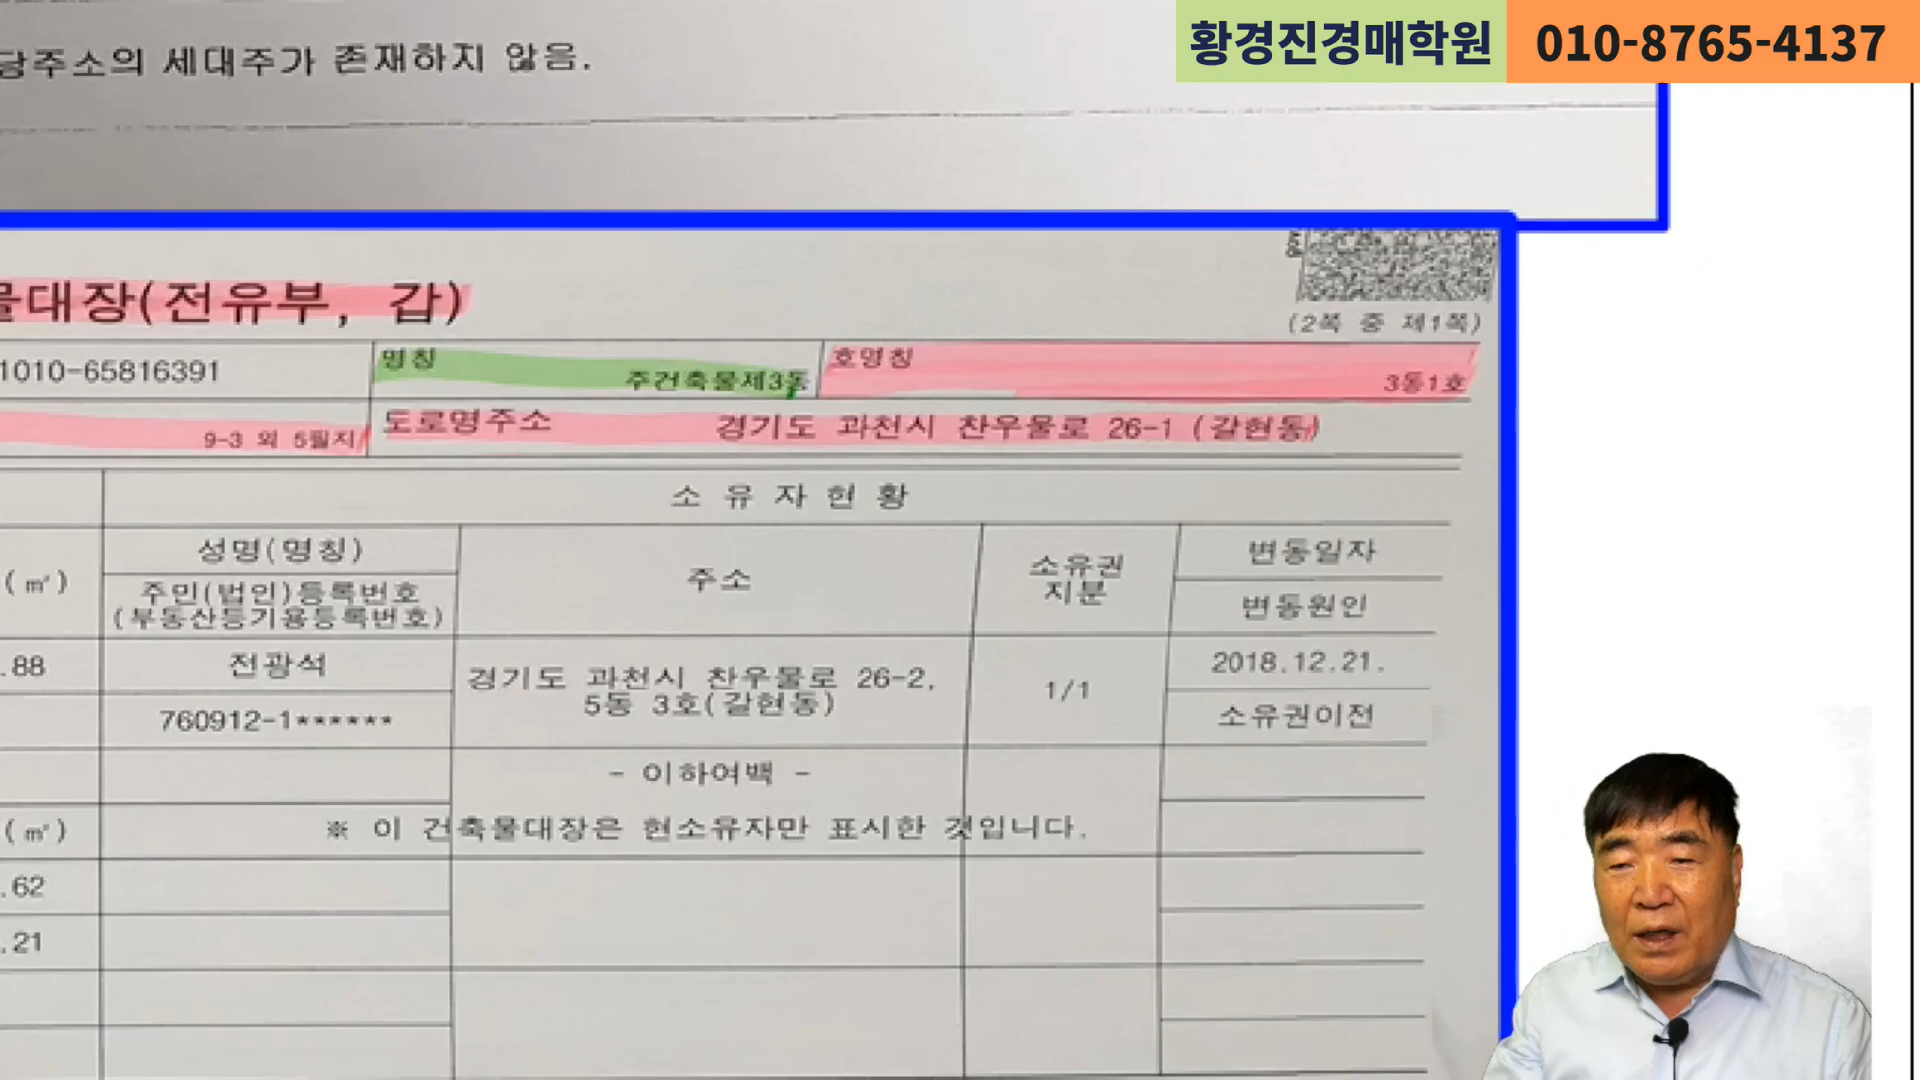 황경진경매학원 010-8765-4137
당주소의 세대주가 존재하지 않음.
물대장(전유부, 갑)
(2쪽 중 제1쪽)
1010-65816391
명칭
주건축물제3동
호명칭
3동1호
9-3 외 5필지
도로명주소
경기도 과천시 찬우물로 26-1 (갈현동)
소 유 자 현 황
(㎡)
성명(명칭)
주민(법인)등록번호
(부동산등기용등록번호)
주소
소유권
지분
변동일자
변동원인
.88
전광석
760912-1******
경기도 과천시 찬우물로 26-2,
5동 3호(갈현동)
1/1
2018.12.21.
소유권이전
- 이하여백 -
(㎡)
※ 이 건축물대장은 현소유자만 표시한 것입니다.
.62
.21